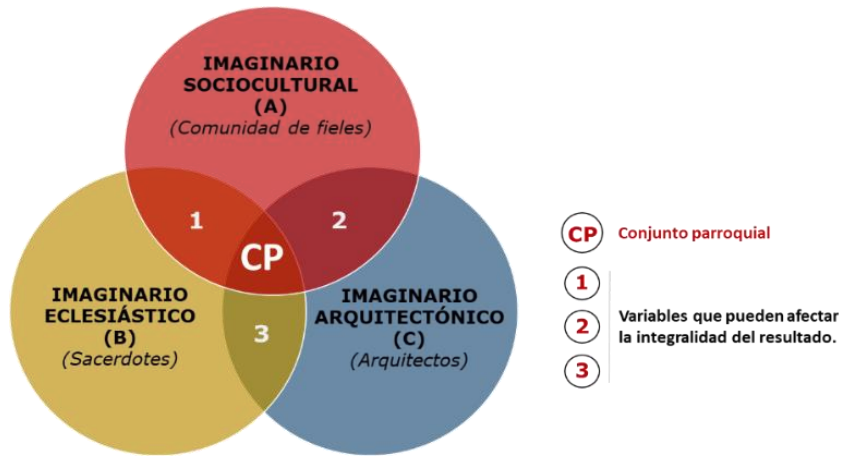 IMAGINARIO
SOCIOCULTURAL
(A)
(Comunidad de fieles)
1
2
CP
IMAGINARIO
ECLESIÁSTICO
(B)
(Sacerdotes)
3
IMAGINARIO
ARQUITECTÓNICO
(C)
(Arquitectos)
CP Conjunto parroquial
1
2
3
Variables que pueden afectar
la integralidad del resultado.